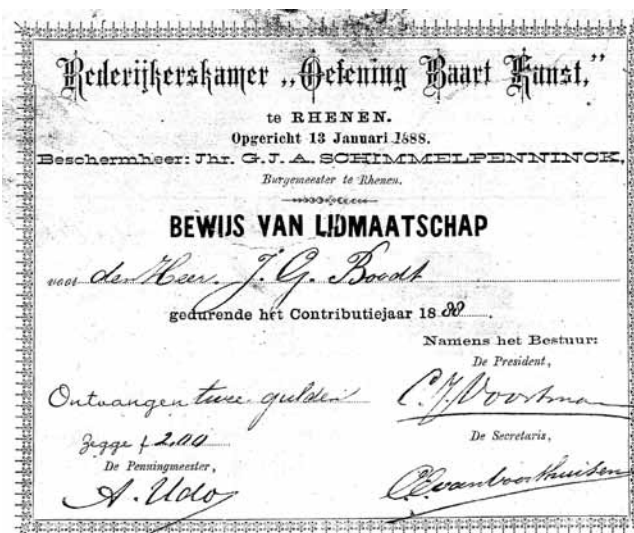 Rederijkerskamer „Oefening Baart Kunst,”
te RHENEN.
Opgericht 13 Januari 1888.
Beschermheer: Jhr. G. J. A. SCHIMMELPENNINCK,
Burgemeester te Rhenen.
BEWIJS VAN LIDMAATSCHAP
voor den Heer. J. G. Boodt
gedurende het Contributiejaar 1888.
Namens het Bestuur:
De President,
Ontvangen twee gulden C. J. Voortman
Zegge f 2,00
De Secretaris,
De Penningmeester,
A. Udo